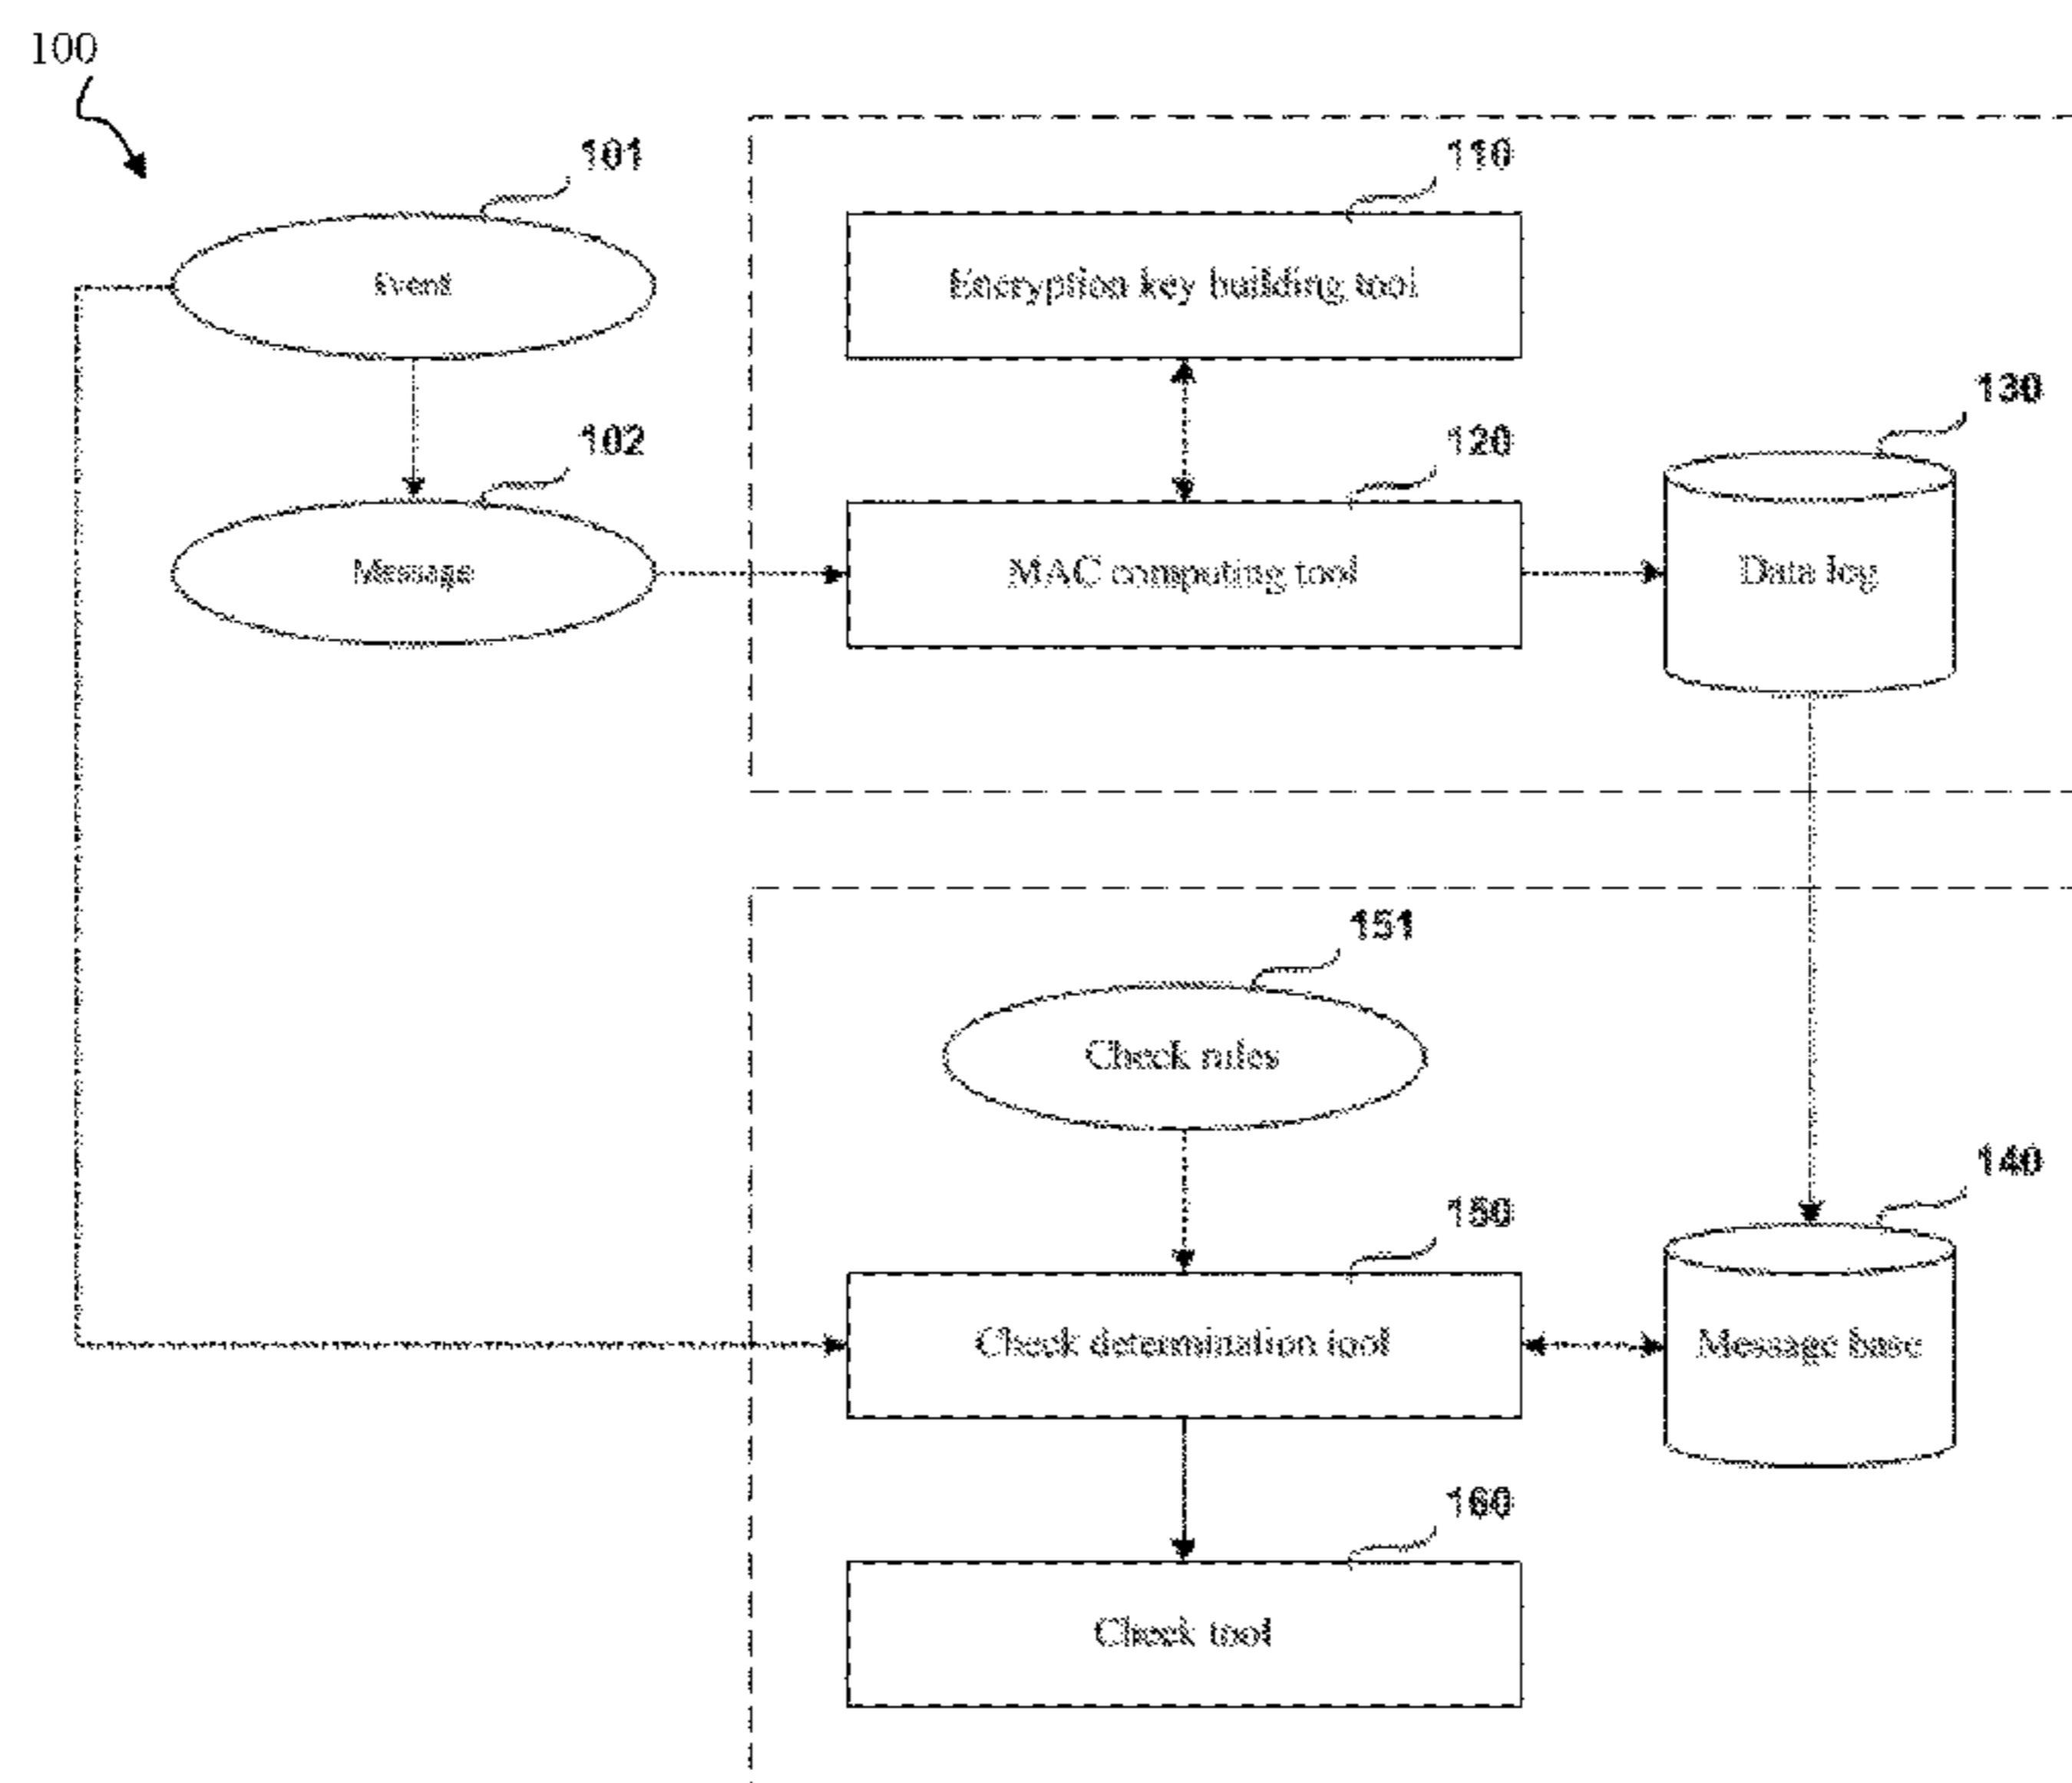 100
101
110
Event
Encryption key building tool
130
102
120
Message
MAC computing tool
Data log
151
Check rules
140
150
Check determination tool
Message base
160
Check tool